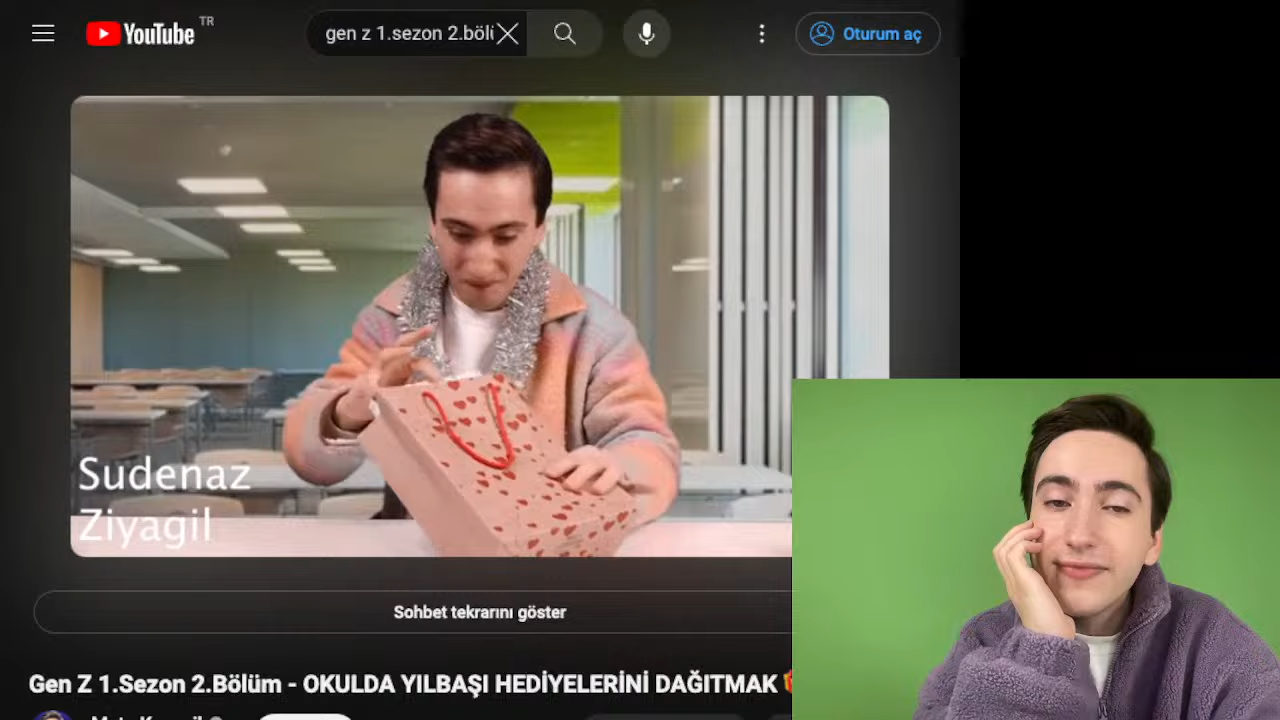 YouTube TR
gen z 1.sezon 2.böl
Oturum aç
Sudenaz
Ziyagil
Sohbet tekrarını göster
Gen Z 1.Sezon 2.Bölüm - OKULDA YILBAŞI HEDİYELERİNİ DAĞITMAK